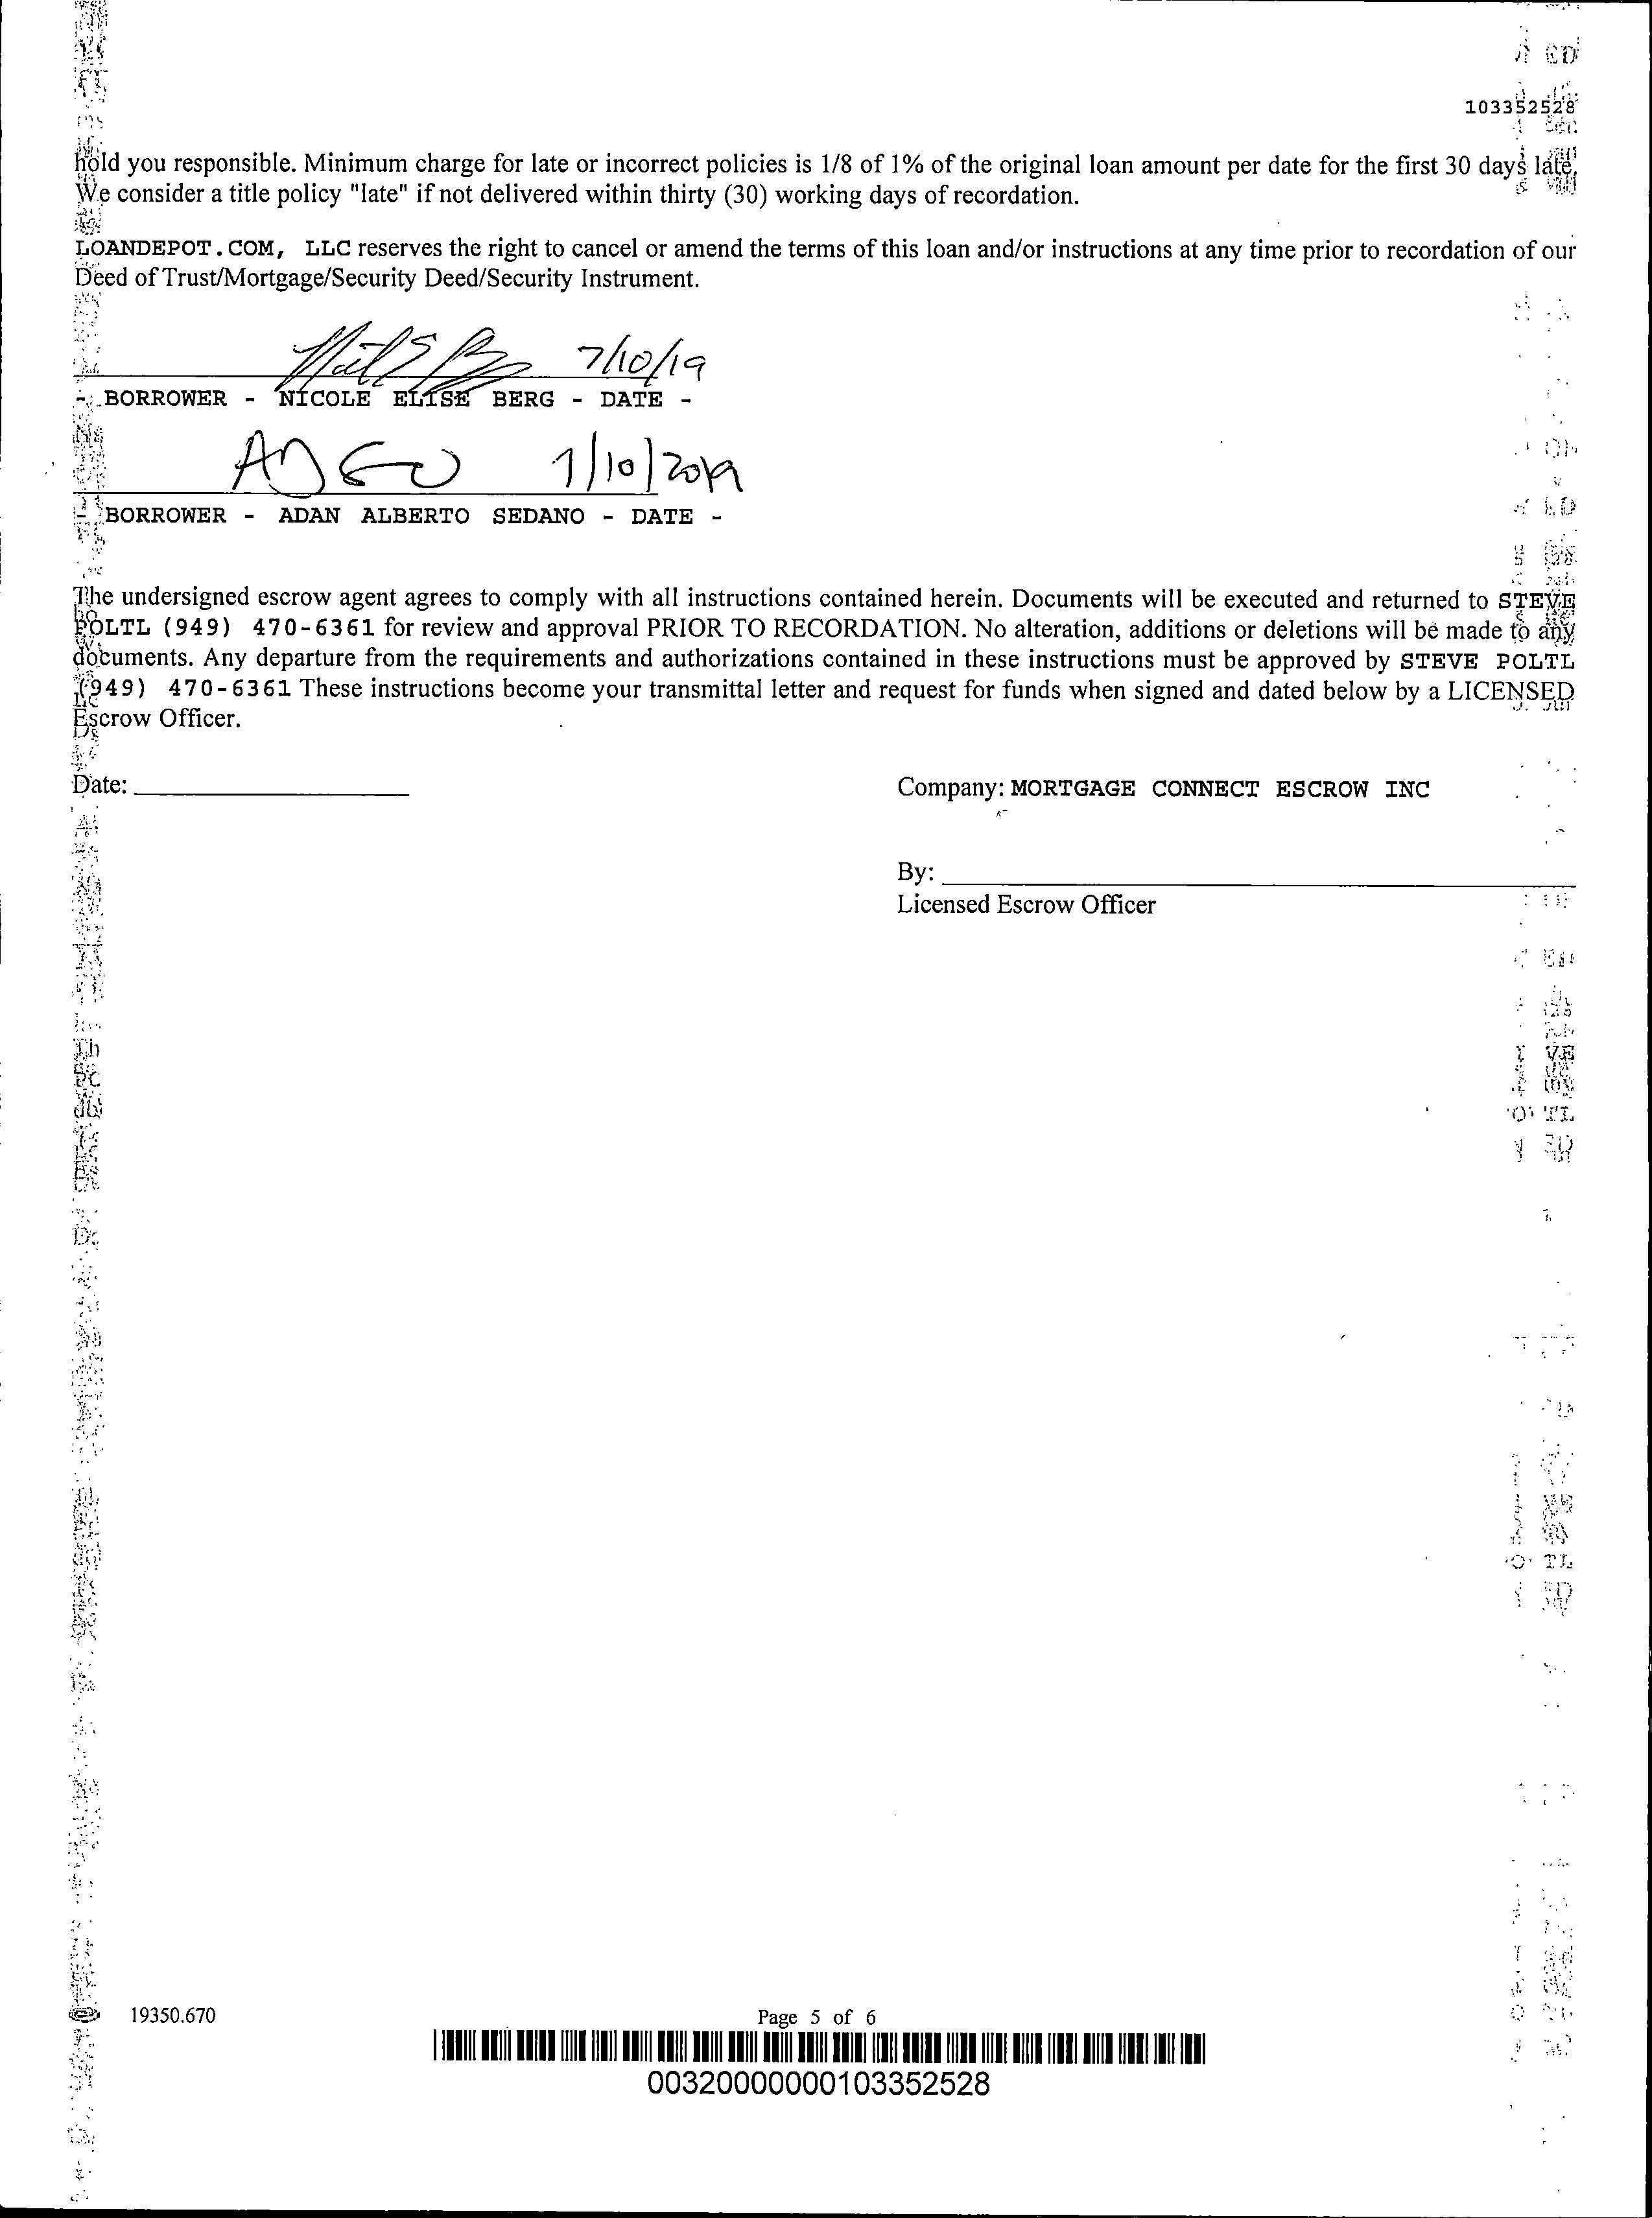 103352528
hold you responsible. Minimum charge for late or incorrect policies is 1/8 of 1% of the original loan amount per date for the first 30 days late.
We consider a title policy "late" if not delivered within thirty (30) working days of recordation.
LOANDEPOT.COM, LLC reserves the right to cancel or amend the terms of this loan and/or instructions at any time prior to recordation of our
Deed of Trust/Mortgage/Security Deed/Security Instrument.
7/10/19
- BORROWER - NICOLE ELISE BERG - DATE -
7/10/2019
- BORROWER - ADAN ALBERTO SEDANO - DATE -
The undersigned escrow agent agrees to comply with all instructions contained herein. Documents will be executed and returned to STEVE
POLTL (949) 470-6361 for review and approval PRIOR TO RECORDATION. No alteration, additions or deletions will be made to any
documents. Any departure from the requirements and authorizations contained in these instructions must be approved by STEVE POLTL
(949) 470-6361 These instructions become your transmittal letter and request for funds when signed and dated below by a LICENSED
Escrow Officer.
Date:
Company: MORTGAGE CONNECT ESCROW INC
By:
Licensed Escrow Officer
19350.670
Page 5 of 6
00320000000103352528